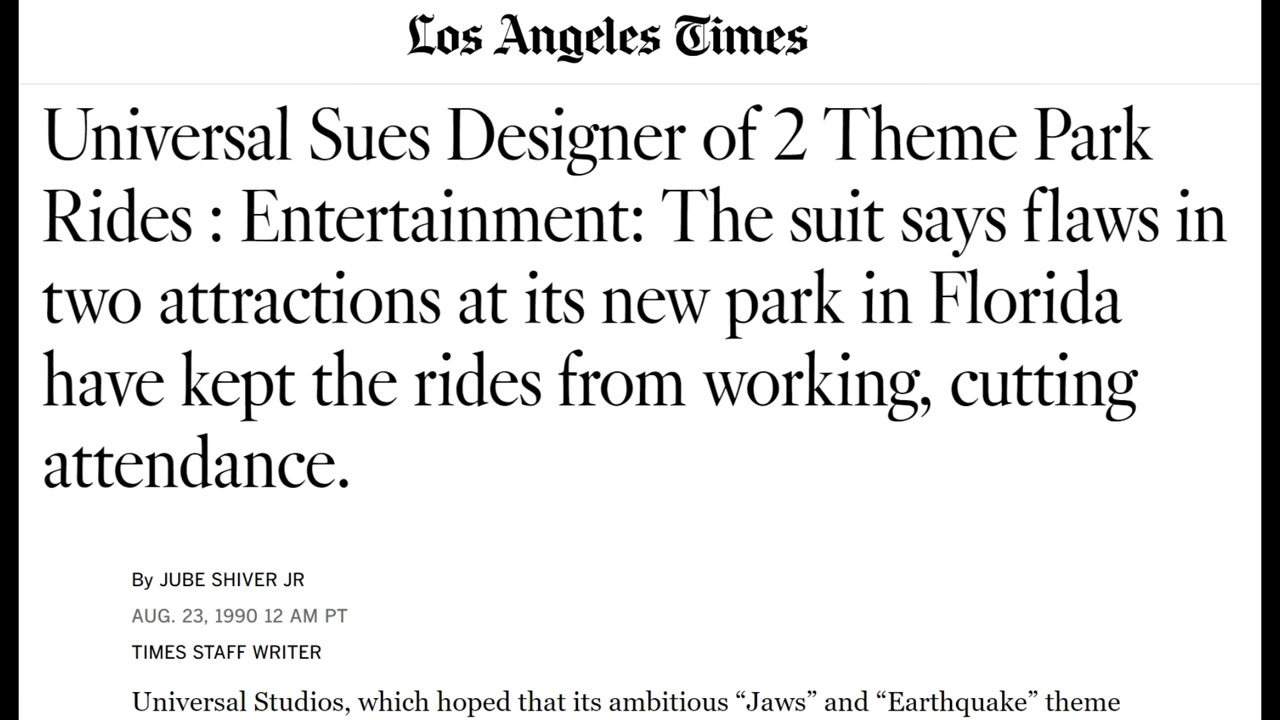 Los Angeles Times
Universal Sues Designer of 2 Theme Park
Rides : Entertainment: The suit says flaws in
two attractions at its new park in Florida
have kept the rides from working, cutting
attendance.
By JUBE SHIVER JR
AUG. 23, 1990 12 AM PT
TIMES STAFF WRITER
Universal Studios, which hoped that its ambitious “Jaws” and “Earthquake” theme